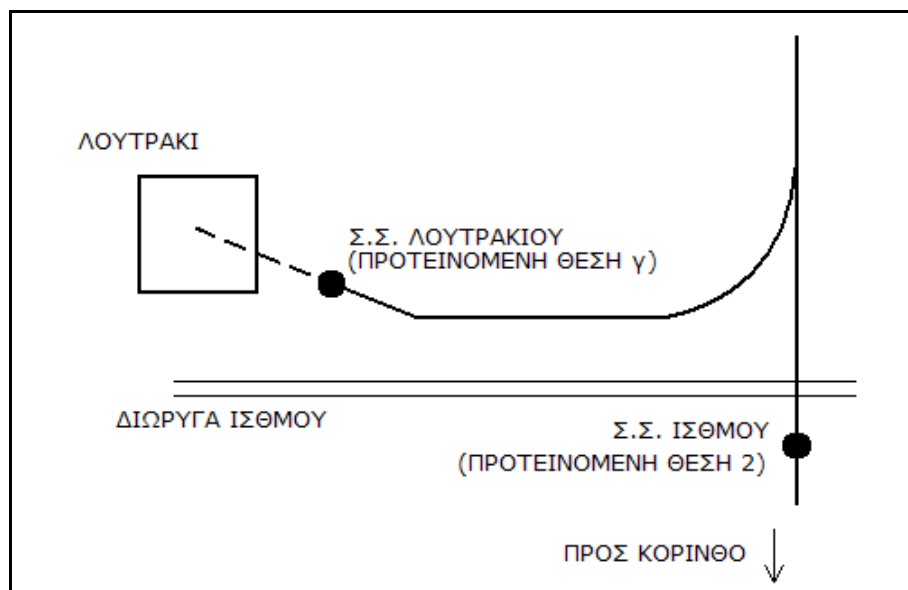 ΛΟΥΤΡΑΚΙ
Σ.Σ. ΛΟΥΤΡΑΚΙΟΥ
(ΠΡΟΤΕΙΝΟΜΕΝΗ ΘΕΣΗ γ)
ΔΙΩΡΥΓΑ ΙΣΘΜΟΥ
Σ.Σ. ΙΣΘΜΟΥ
(ΠΡΟΤΕΙΝΟΜΕΝΗ ΘΕΣΗ 2)
ΠΡΟΣ ΚΟΡΙΝΘΟ